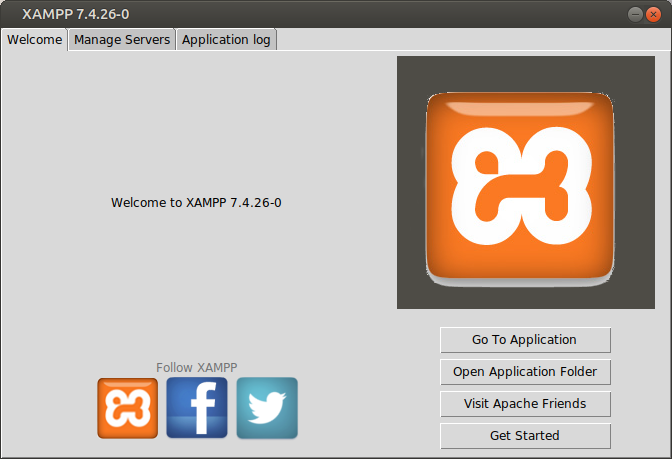 XAMPP 7.4.26-0
Welcome
Manage Servers
Application log
Welcome to XAMPP 7.4.26-0
Follow XAMPP
Go To Application
Open Application Folder
Visit Apache Friends
Get Started